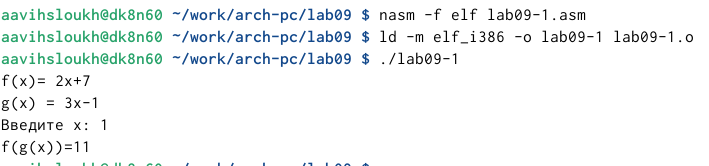 aavihsloukh@dk8n60 ~/work/arch-pc/lab09 $ nasm -f elf lab09-1.asm
aavihsloukh@dk8n60 ~/work/arch-pc/lab09 $ ld -m elf_i386 -o lab09-1 lab09-1.o
aavihsloukh@dk8n60 ~/work/arch-pc/lab09 $ ./lab09-1
f(x)= 2x+7
g(x) = 3x-1
Введите x: 1
f(g(x))=11